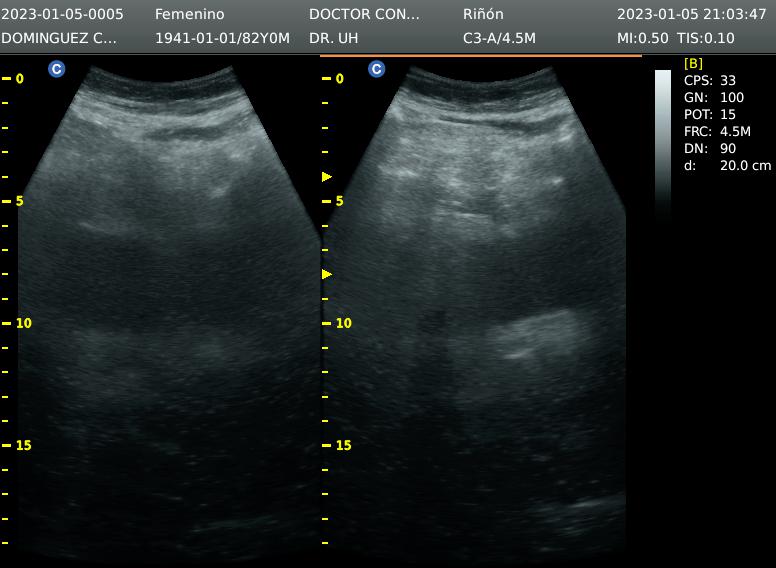 2023-01-05-0005 Femenino DOCTOR CON... Riñón 2023-01-05 21:03:47
DOMINGUEZ C... 1941-01-01/82Y0M DR. UH C3-A/4.5M MI:0.50 TIS:0.10
C C [B]
0 0 CPS: 33
GN: 100
POT: 15
FRC: 4.5M
DN: 90
d: 20.0 cm
5 5
10 10
15 15